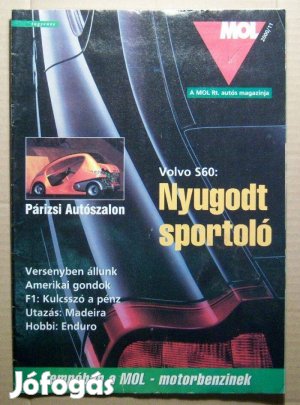 MOL
2000/11
A MOL Rt. autós magazinja
Volvo S60:
Nyugodt
sportoló
Párizsi Autószalon
Versenyben állunk
Amerikai gondok
F1: Kulcsszó a pénz
Utazás: Madeira
Hobbi: Enduro
a MOL - motorbenzinek
Jófogás